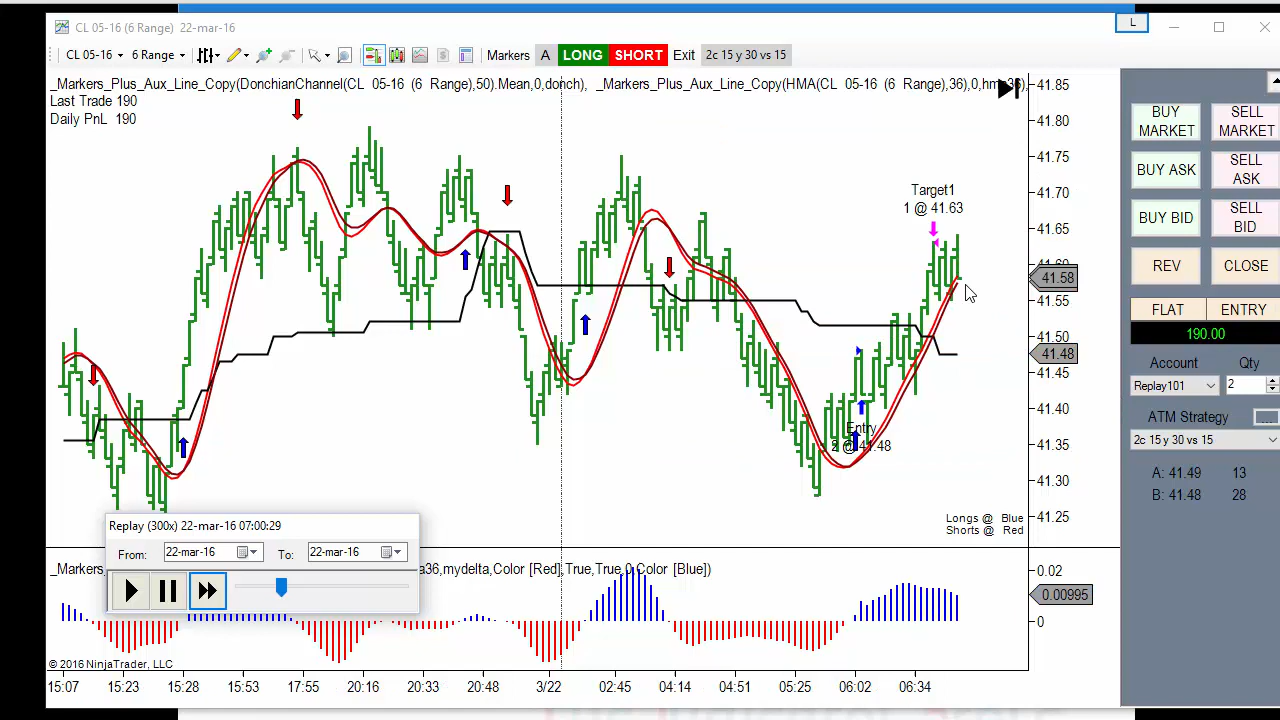 CL 05-16 (6 Range) 22-mar-16
L
CL 05-16 6 Range Markers A LONG SHORT Exit 2c 15 y 30 vs 15
_Markers_Plus_Aux_Line_Copy(DonchianChannel(CL 05-16 (6 Range),50).Mean,0,donch), _Markers_Plus_Aux_Line_Copy(HMA(CL 05-16 (6 Range),36),0,hm
Last Trade 190
Daily PnL 190
Target1
1 @ 41.63
Entry
2 @ 41.48
41.85
41.80
41.75
41.70
41.65
41.60
41.58
41.55
41.50
41.48
41.45
41.40
41.35
41.30
41.25
Longs @ Blue
Shorts @ Red
Replay (300x) 22-mar-16 07:00:29
From: 22-mar-16 To: 22-mar-16
_Markers_
a36,mydelta,Color [Red],True,True,0,Color [Blue])
0.02
0.00995
0
© 2016 NinjaTrader, LLC
15:07 15:23 15:28 15:53 17:55 20:16 20:33 20:48 3/22 02:45 04:14 04:51 05:25 06:02 06:34
BUY MARKET
SELL MARKET
BUY ASK
SELL ASK
BUY BID
SELL BID
REV
CLOSE
FLAT
ENTRY
190.00
Account Qty
Replay101 2
ATM Strategy
2c 15 y 30 vs 15
A: 41.49 13
B: 41.48 28